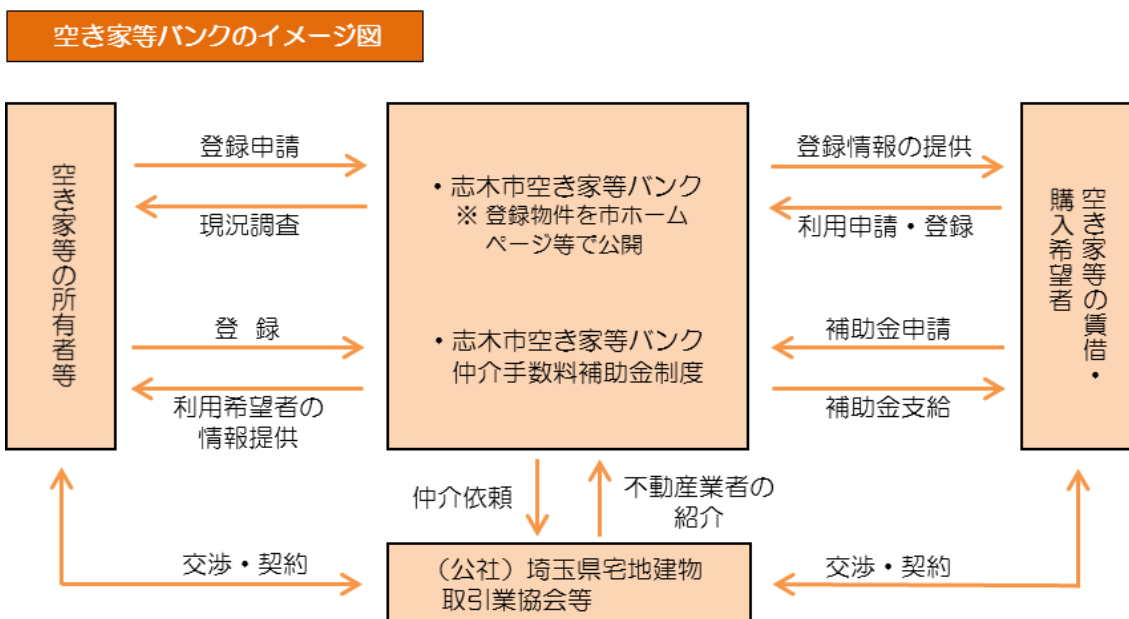 空き家等バンクのイメージ図
空き家等の所有者等
登録申請
現況調査
登 録
利用希望者の
情報提供
・志木市空き家等バンク
※ 登録物件を市ホーム
ページ等で公開
・志木市空き家等バンク
仲介手数料補助金制度
登録情報の提供
利用申請・登録
補助金申請
補助金支給
空き家等の賃借・
購入希望者
仲介依頼
不動産業者の
紹介
交渉・契約
（公社）埼玉県宅地建物
取引業協会等
交渉・契約